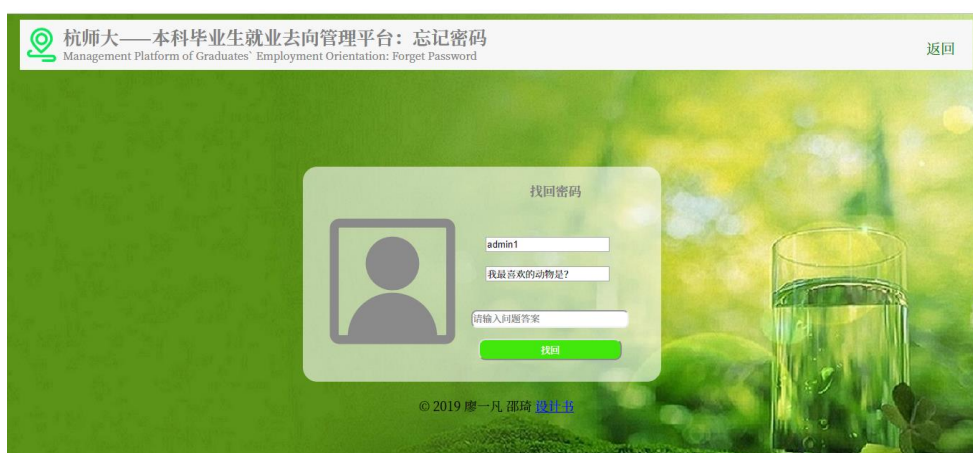 杭师大——本科毕业生就业去向管理平台：忘记密码
Management Platform of Graduates` Employment Orientation: Forget Password
返回
找回密码
admin1
我最喜欢的动物是?
请输入问题答案
找回
© 2019 廖一凡 邵琦 设计书